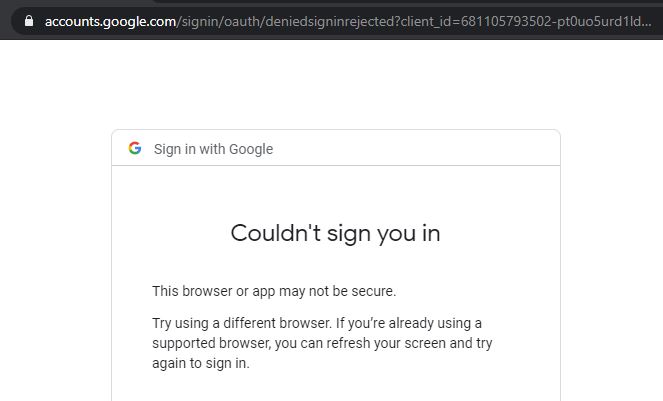 accounts.google.com/signin/oauth/deniedsigninrejected?client_id=681105793502-pt0uo5urd1ld...
Sign in with Google
Couldn't sign you in
This browser or app may not be secure.
Try using a different browser. If you’re already using a
supported browser, you can refresh your screen and try
again to sign in.